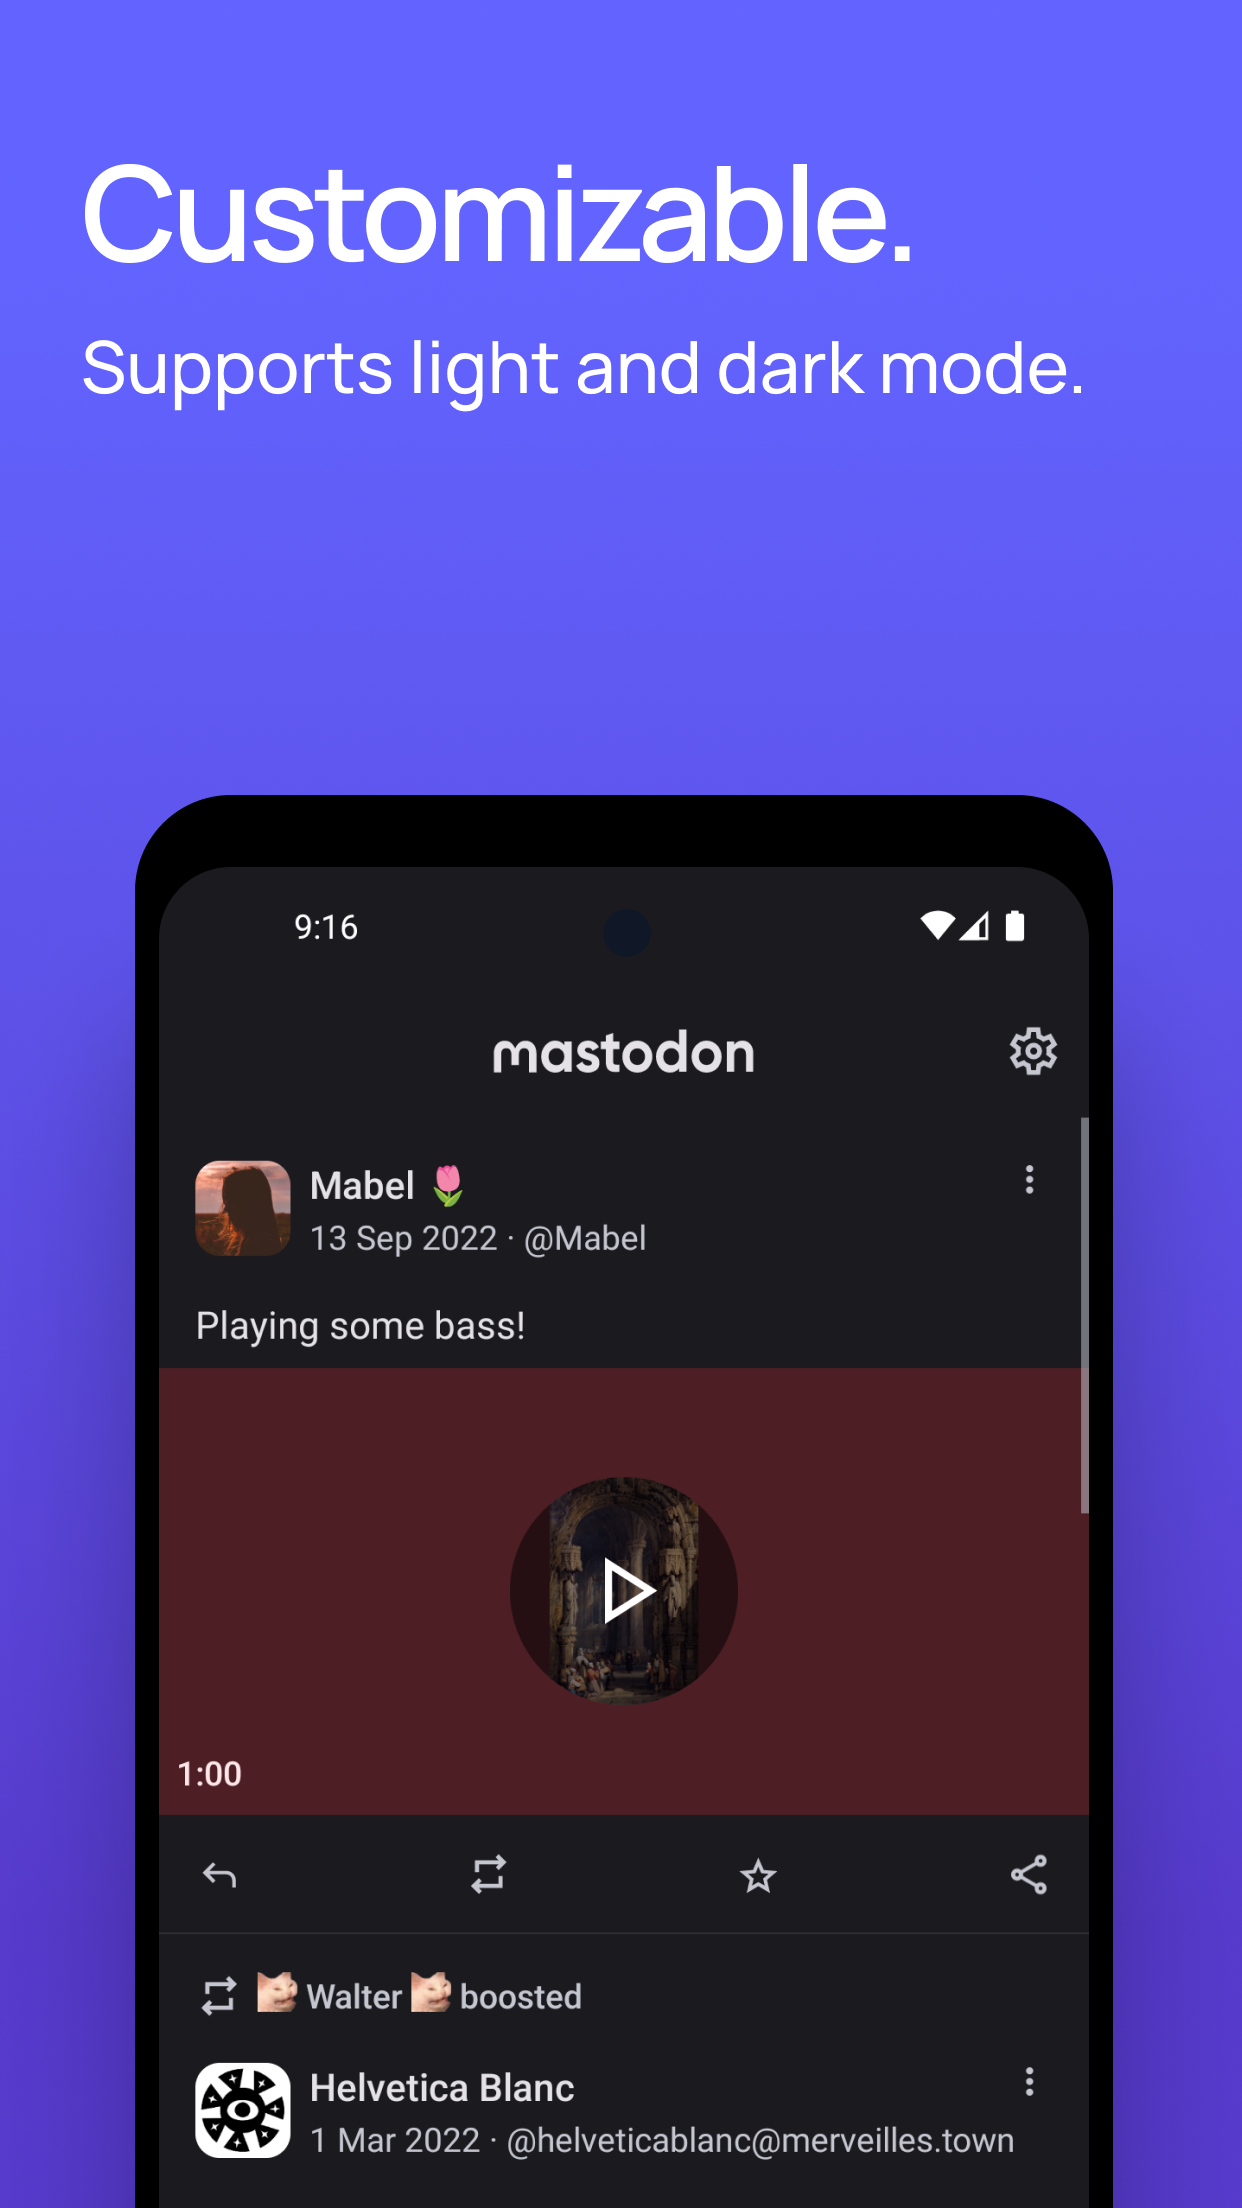 Customizable.
Supports light and dark mode.
9:16
mastodon
Mabel 🌷
13 Sep 2022 · @Mabel
Playing some bass!
1:00
Walter boosted
Helvetica Blanc
1 Mar 2022 · @helveticablanc@merveilles.town